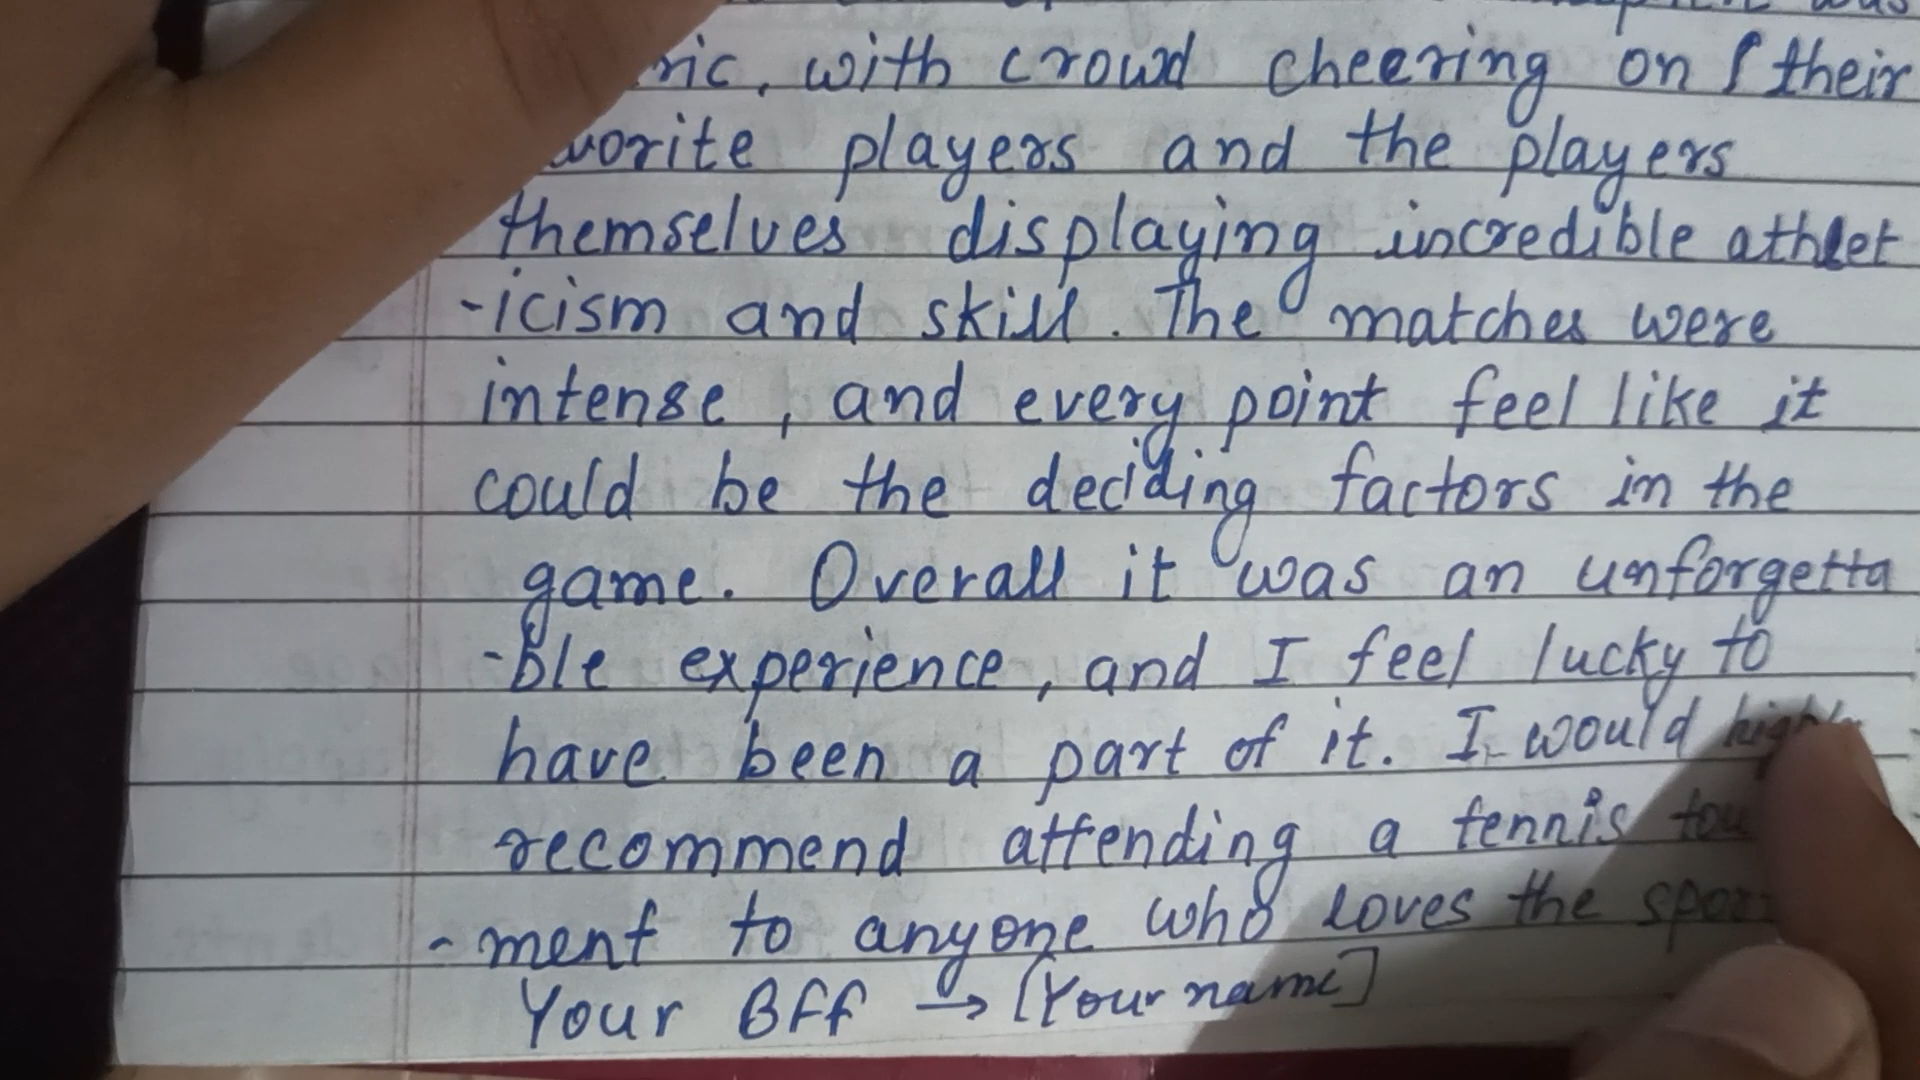 with crowd cheering on their
players and the players
themselves displaying incredible athlet
-icism and skill. The matches were
intense, and every point feel like it
could be the deciding factors in the
game. Overall it was an unforgetta
-ble experience, and I feel lucky to
have been a part of it. I would
recommend attending a tennis
-ment to anyone who loves the
Your Bff → [Your name]